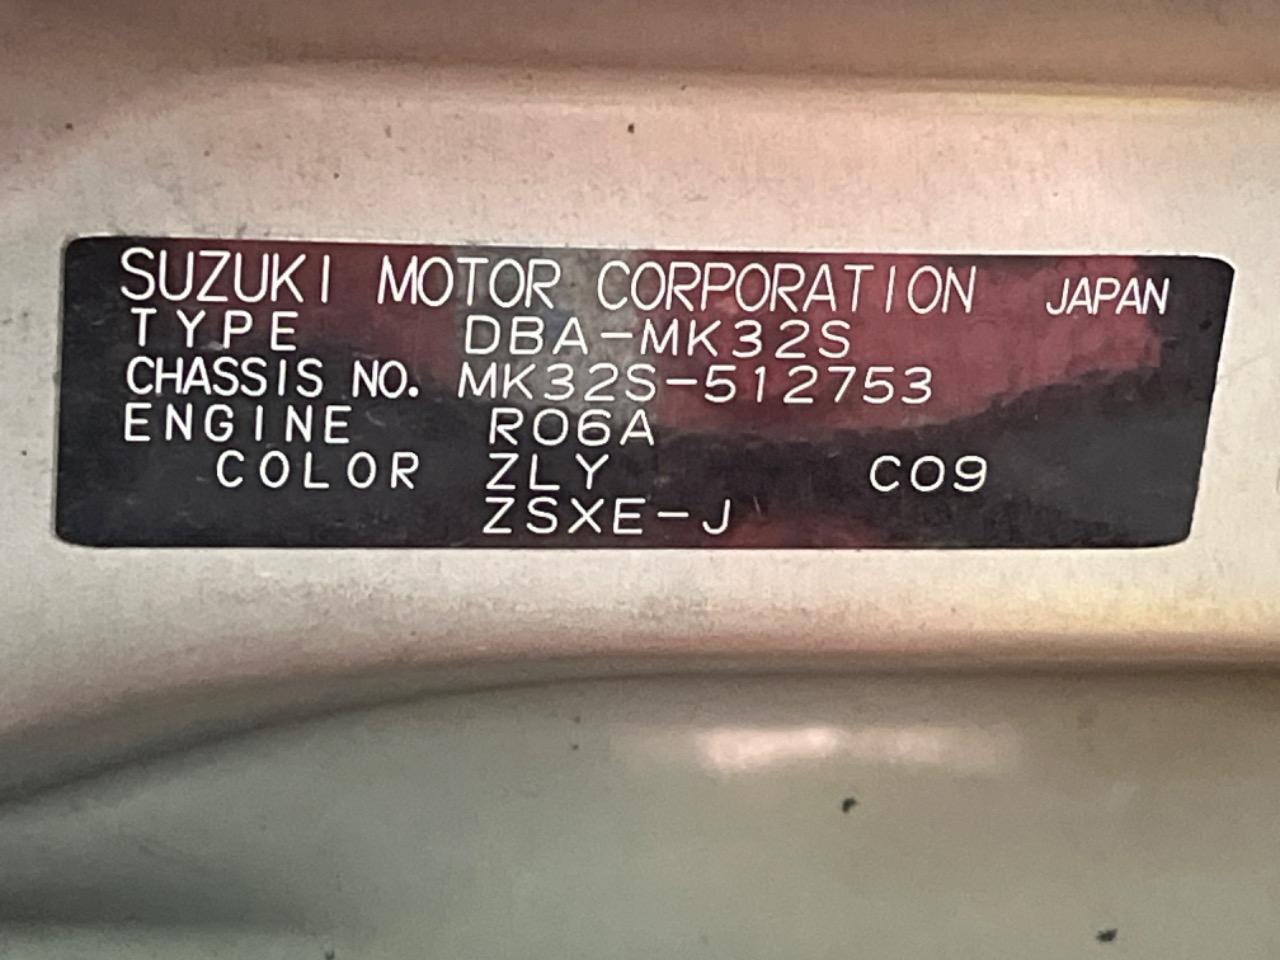 SUZUKI MOTOR CORPORATION JAPAN
TYPE DBA-MK32S
CHASSIS NO. MK32S-512753
ENGINE R06A
COLOR ZLY C09
ZSXE-J